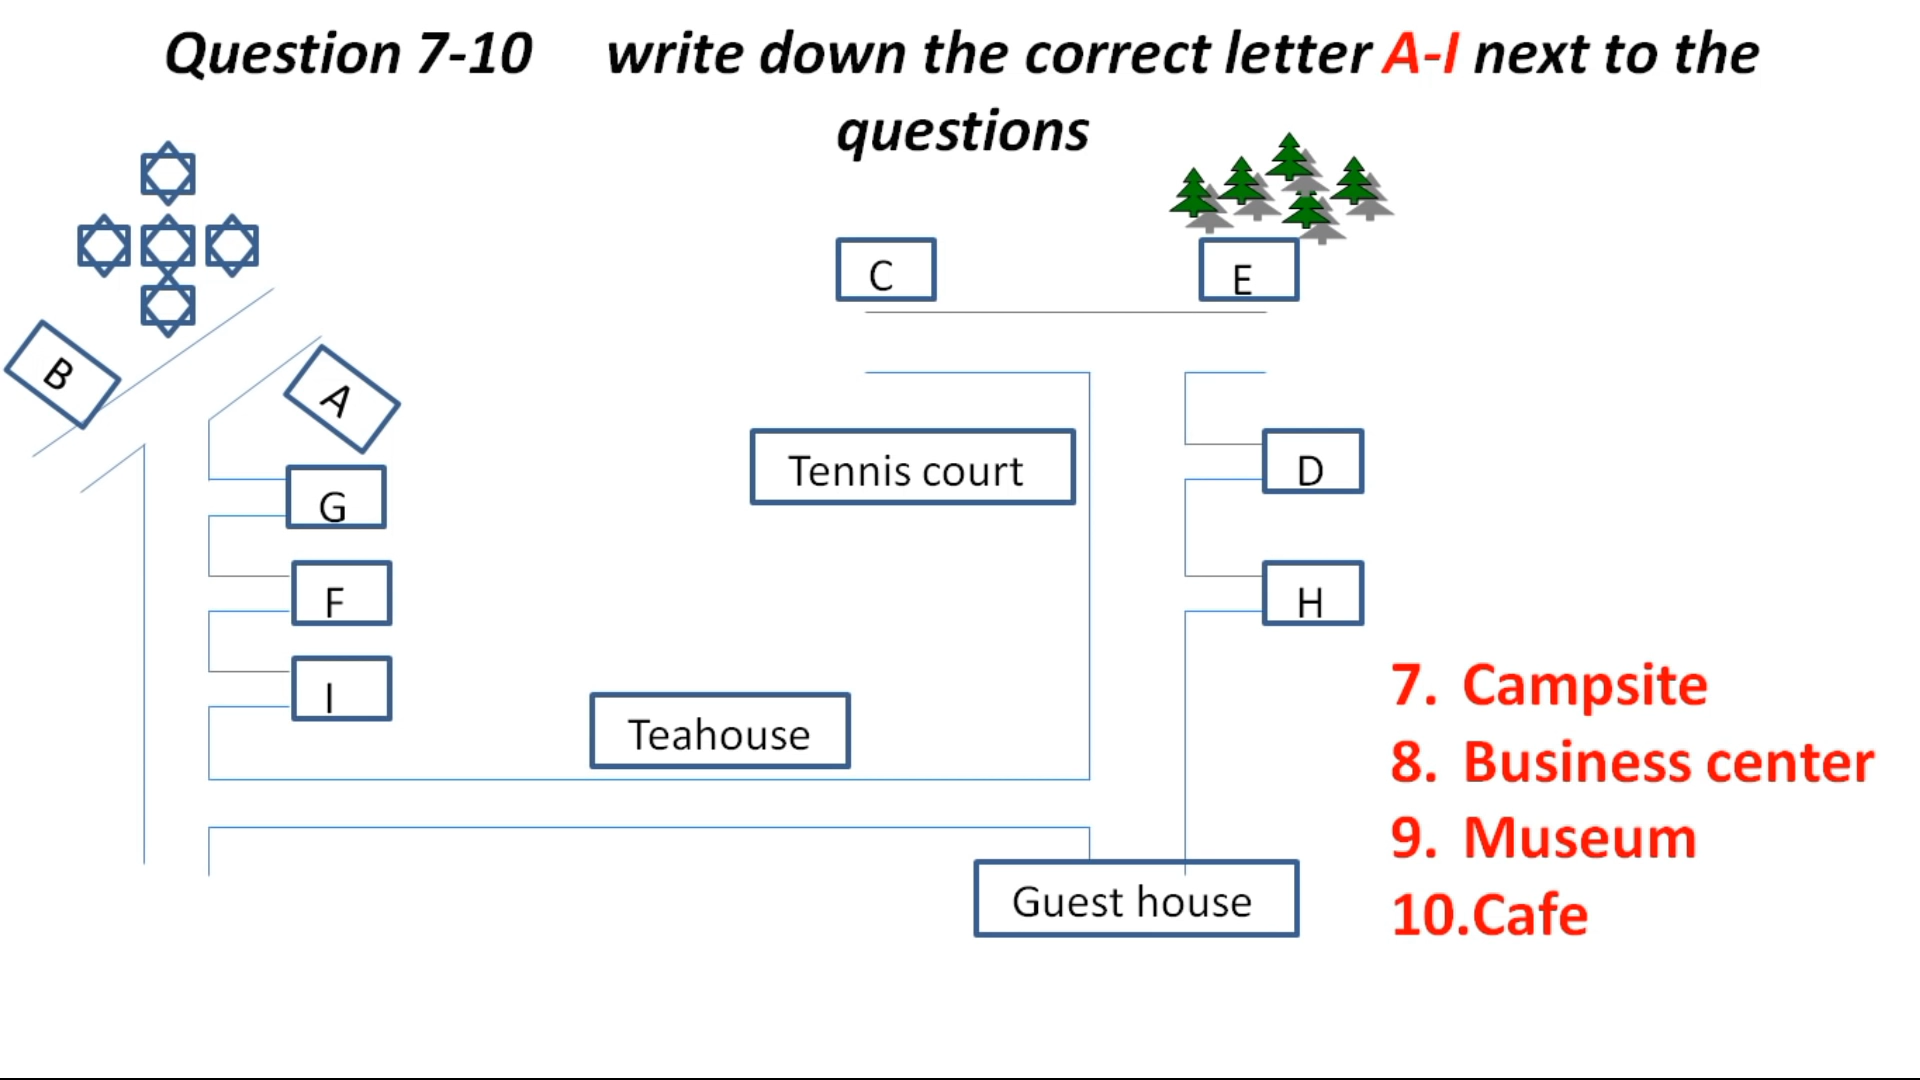 Question 7-10 write down the correct letter A-I next to the
questions
C
E
B
A
Tennis court
D
G
F
H
I
Teahouse
7. Campsite
8. Business center
9. Museum
10.Cafe
Guest house